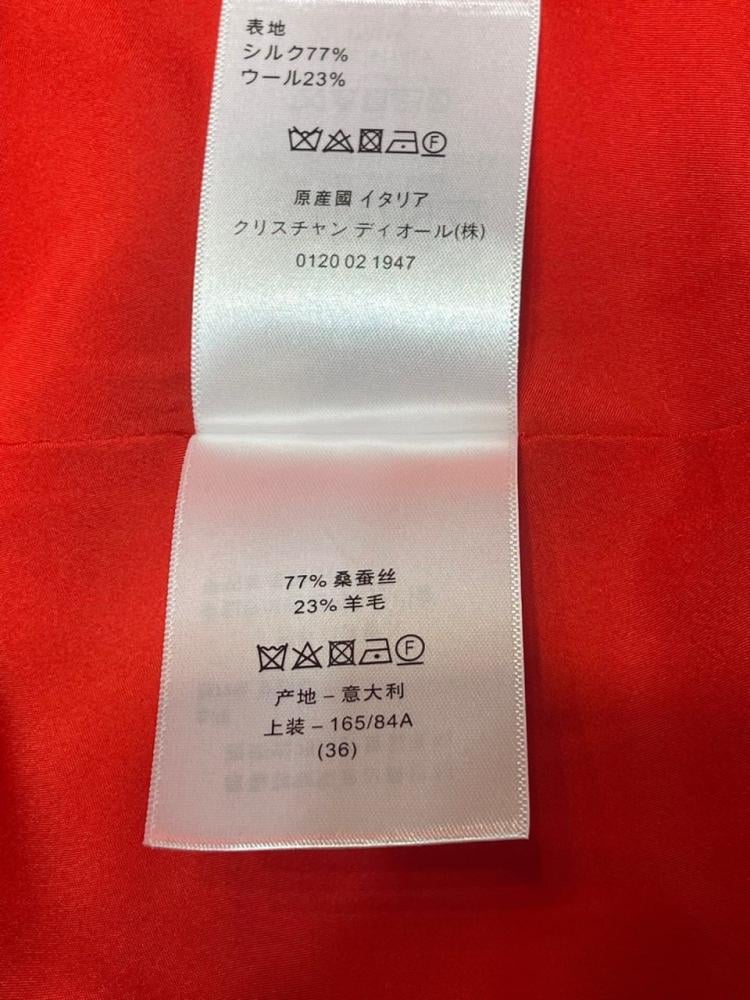 表地
シルク77%
ウール23%
F
原産國 イタリア
クリスチャン ディオール(株)
0120 02 1947
77% 桑蚕丝
23% 羊毛
F
产地 – 意大利
上装 – 165/84A
(36)